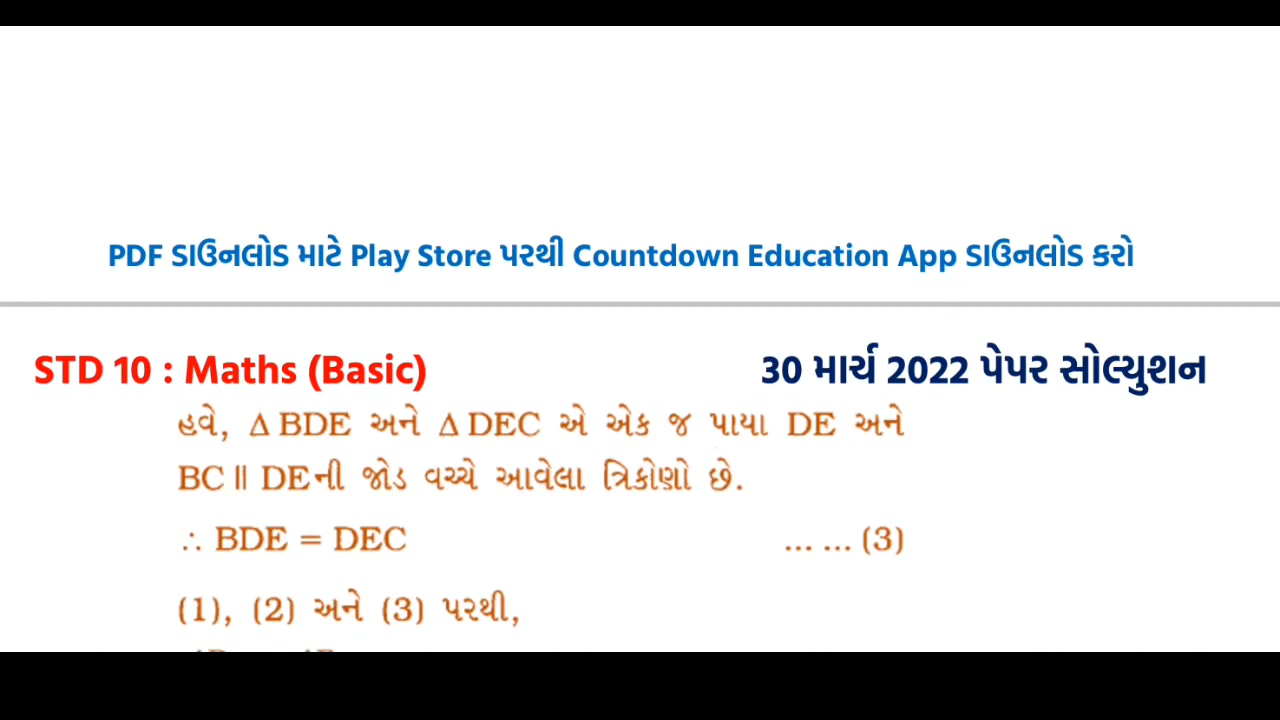 PDF ડાઉનલોડ માટે Play Store પરથી Countdown Education App ડાઉનલોડ કરો
STD 10 : Maths (Basic) 30 માર્ચ 2022 પેપર સોલ્યુશન
હવે, Δ BDE અને Δ DEC એ એક જ પાયા DE અને
BC || DEની જોડ વચ્ચે આવેલા ત્રિકોણો છે.
∴ BDE = DEC ... ... (3)
(1), (2) અને (3) પરથી,